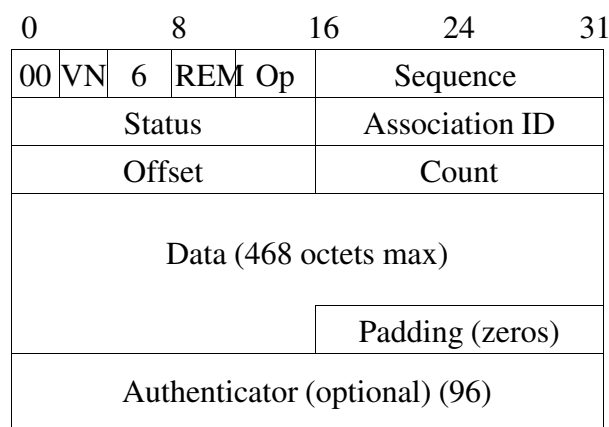 0 8 16 24 31
00 VN 6 REM Op Sequence
Status Association ID
Offset Count
Data (468 octets max)
Padding (zeros)
Authenticator (optional) (96)